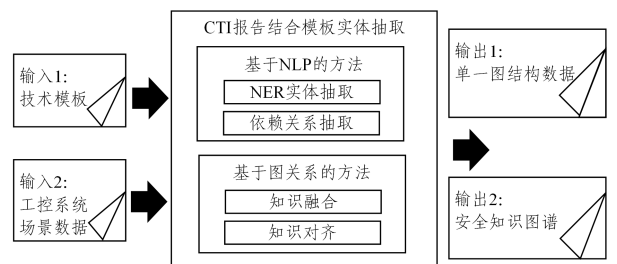 输入1:
技术模板
输入2:
工控系统
场景数据
CTI报告结合模板实体抽取
基于NLP的方法
NER实体抽取
依赖关系抽取
基于图关系的方法
知识融合
知识对齐
输出1:
单一图结构数据
输出2:
安全知识图谱